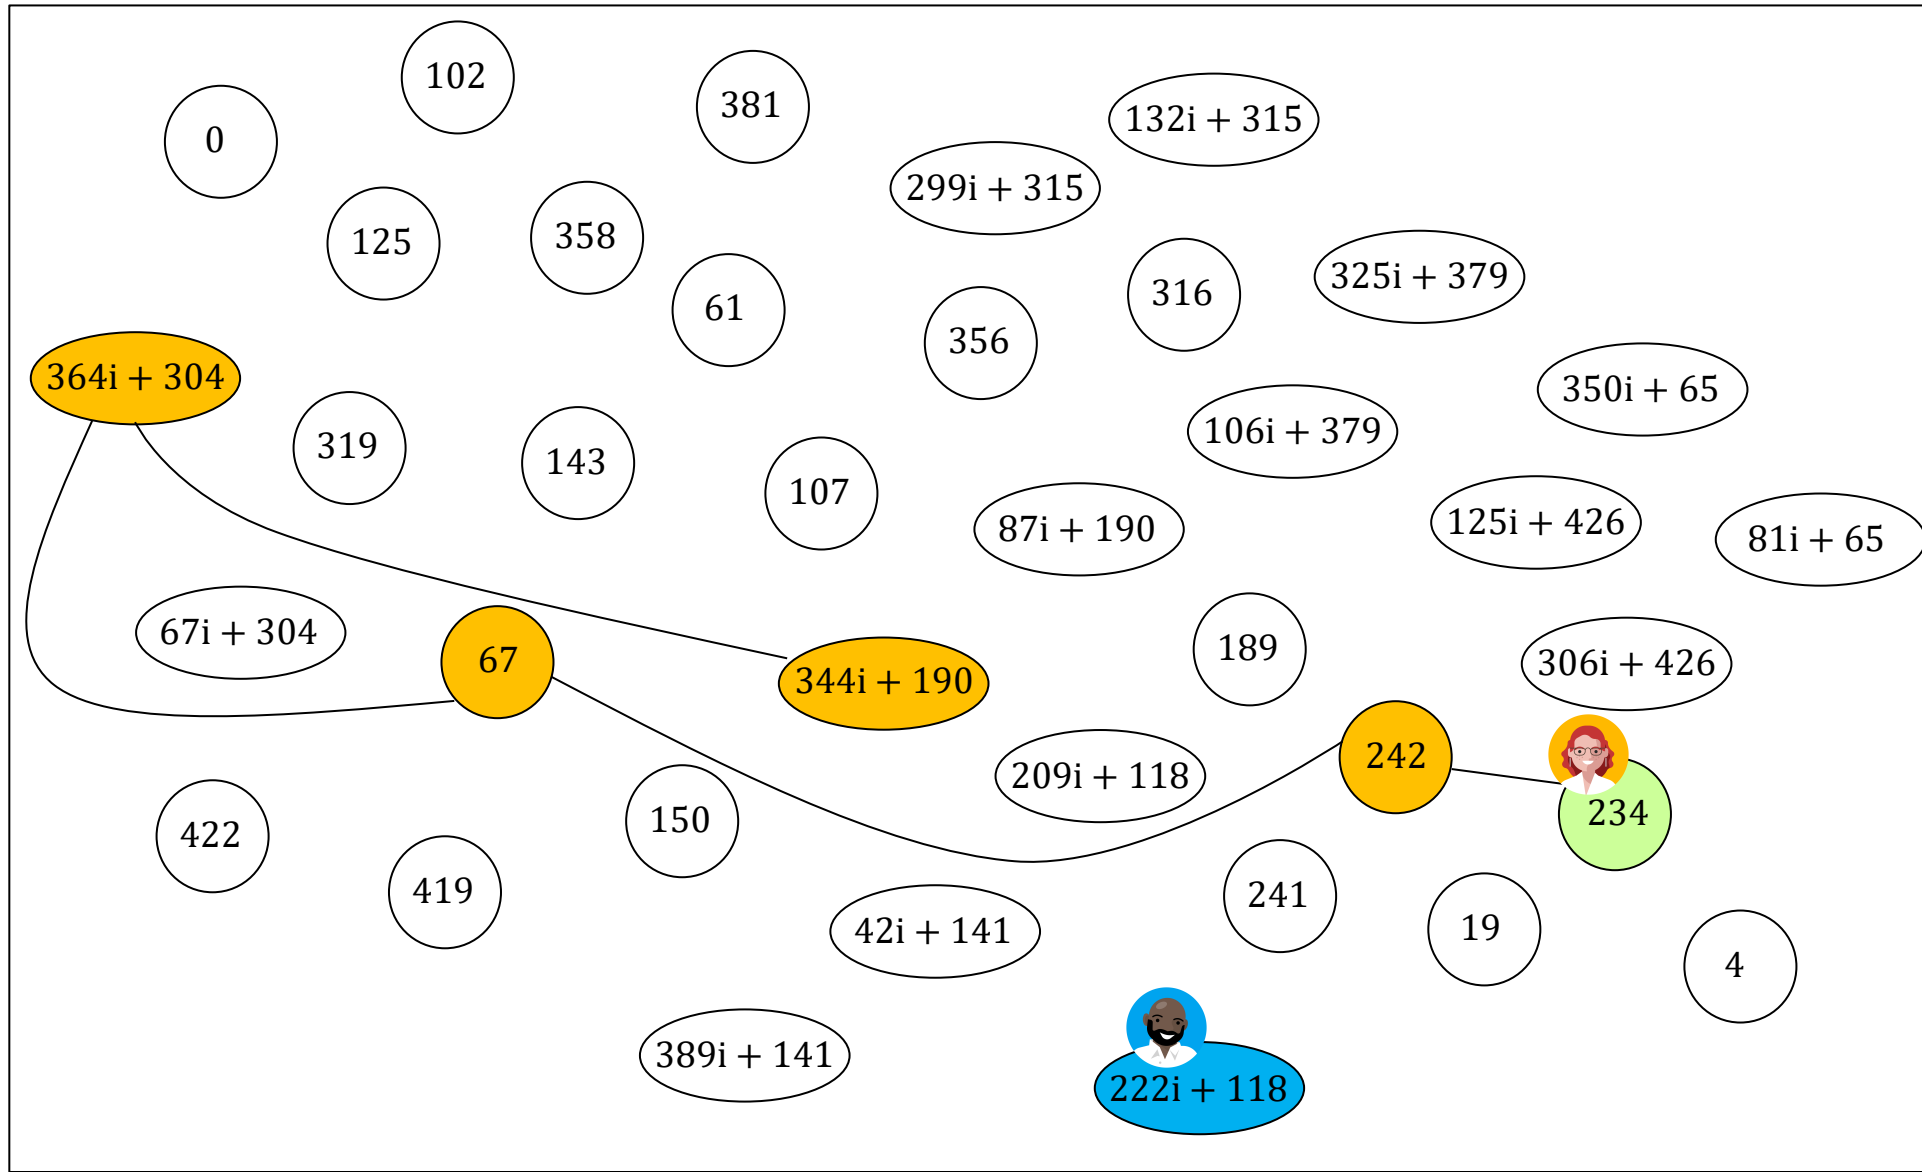 102
381
132i + 315
0
299i + 315
125
358
325i + 379
61
316
356
364i + 304
350i + 65
106i + 379
319
143
107
87i + 190
125i + 426
81i + 65
67i + 304
67
189
306i + 426
344i + 190
242
209i + 118
234
422
150
419
241
42i + 141
19
4
389i + 141
222i + 118